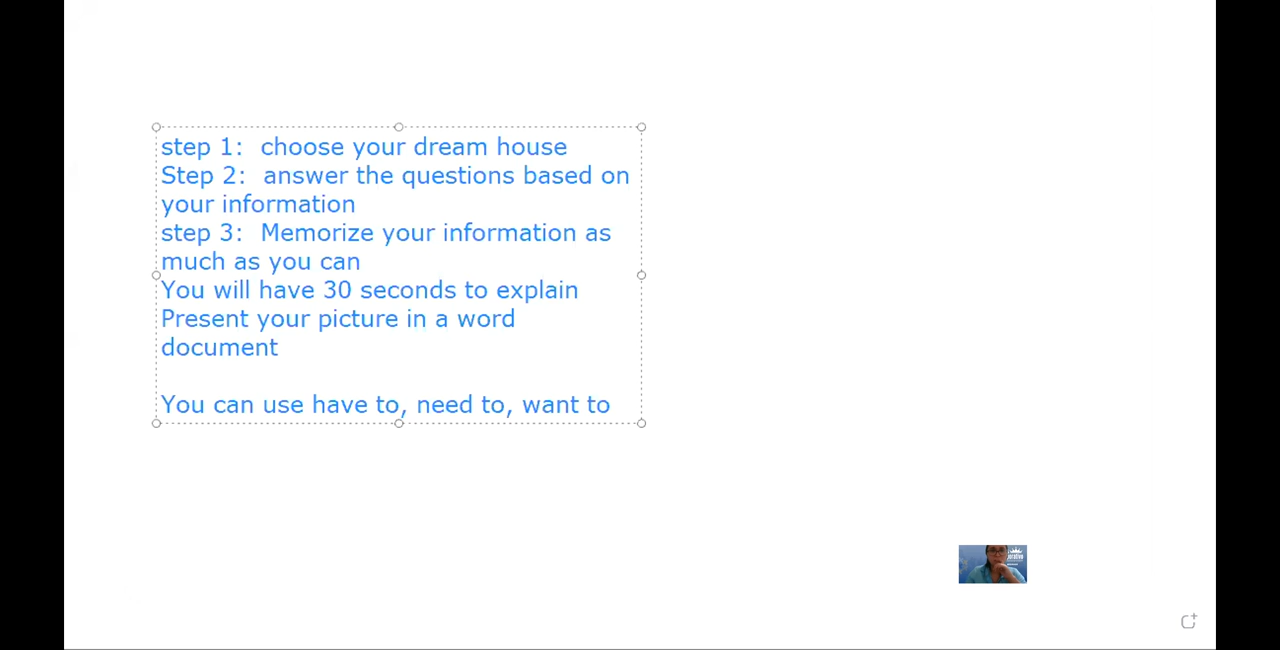 step 1:  choose your dream house
Step 2:  answer the questions based on
your information
step 3:  Memorize your information as
much as you can
You will have 30 seconds to explain
Present your picture in a word
document
You can use have to, need to, want to